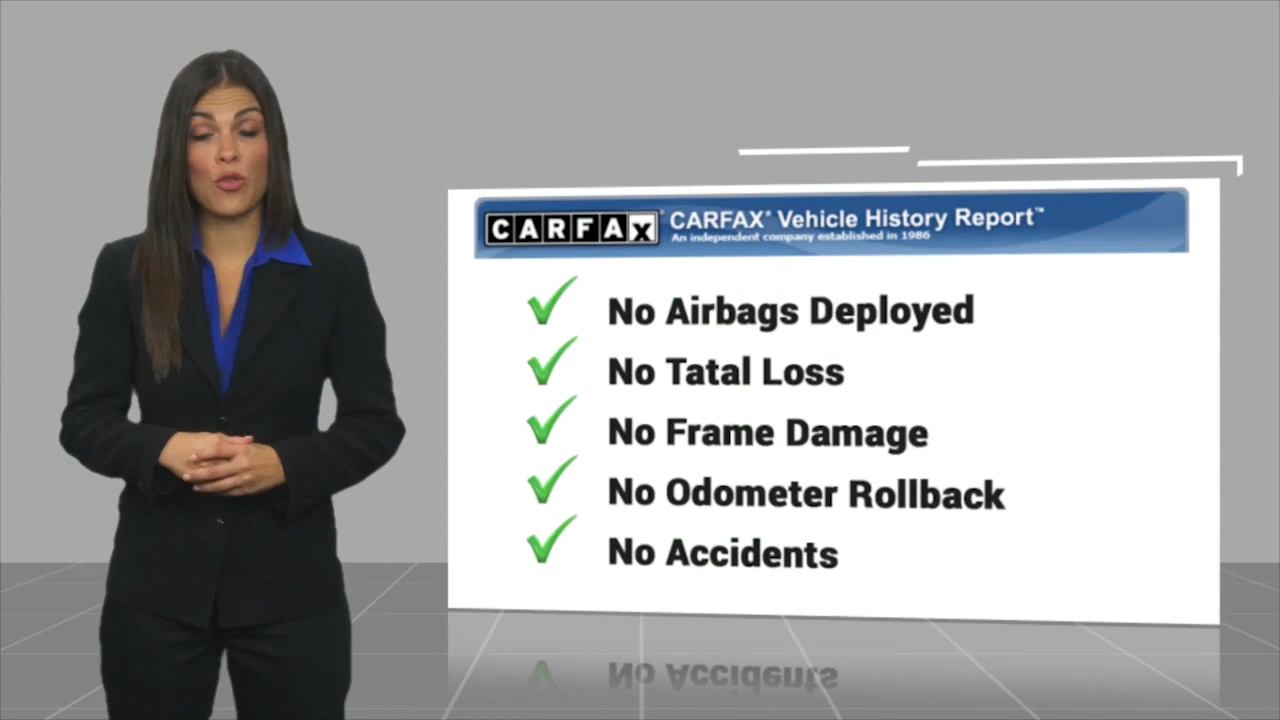 CARFAX® CARFAX® Vehicle History Report™
An independent company established in 1986
No Airbags Deployed
No Tatal Loss
No Frame Damage
No Odometer Rollback
No Accidents
No Accidents